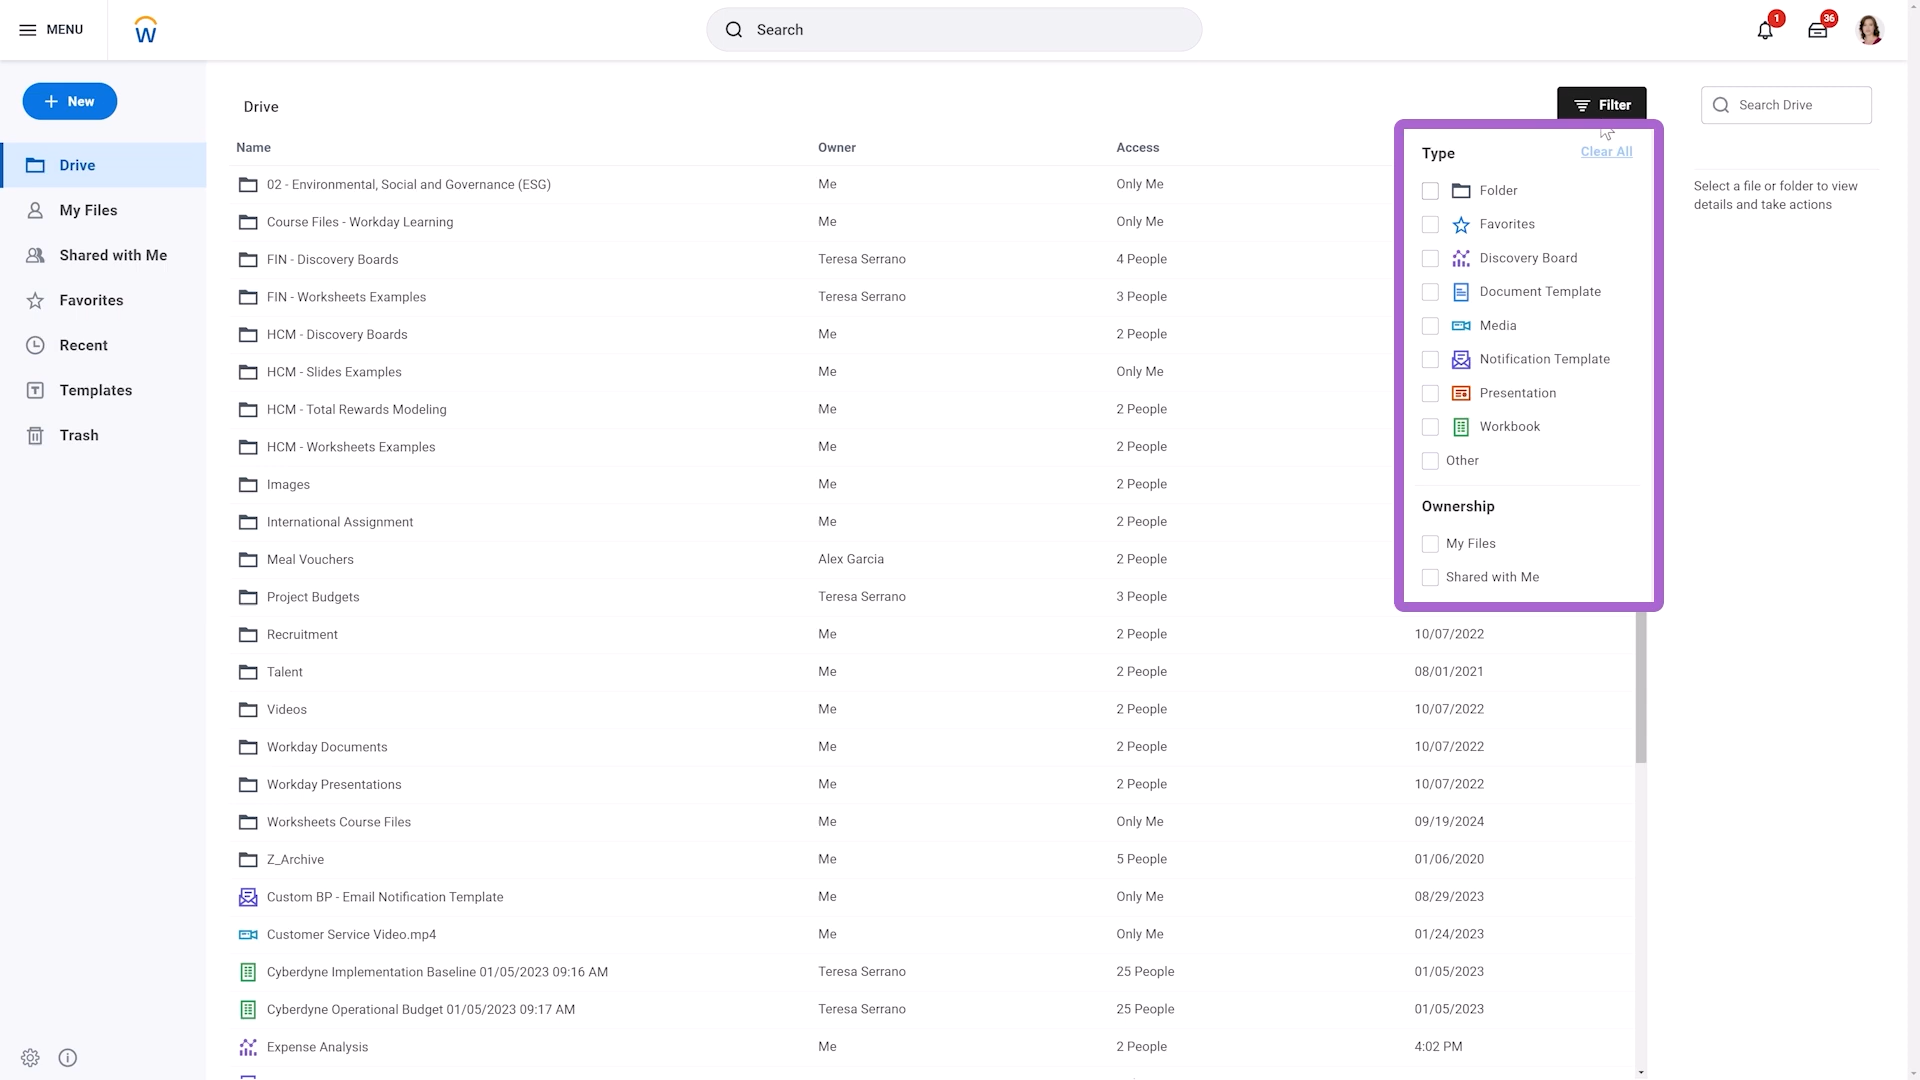 MENU
W
Search
1
36
New
Drive
My Files
Shared with Me
Favorites
Recent
Templates
Trash
Drive
Filter
Search Drive
Name Owner Access
02 - Environmental, Social and Governance (ESG) Me Only Me
Course Files - Workday Learning Me Only Me
FIN - Discovery Boards Teresa Serrano 4 People
FIN - Worksheets Examples Teresa Serrano 3 People
HCM - Discovery Boards Me 2 People
HCM - Slides Examples Me Only Me
HCM - Total Rewards Modeling Me 2 People
HCM - Worksheets Examples Me 2 People
Images Me 2 People
International Assignment Me 2 People
Meal Vouchers Alex Garcia 2 People
Project Budgets Teresa Serrano 3 People
Recruitment Me 2 People 10/07/2022
Talent Me 2 People 08/01/2021
Videos Me 2 People 10/07/2022
Workday Documents Me 2 People 10/07/2022
Workday Presentations Me 2 People 10/07/2022
Worksheets Course Files Me Only Me 09/19/2024
Z_Archive Me 5 People 01/06/2020
Custom BP - Email Notification Template Me Only Me 08/29/2023
Customer Service Video.mp4 Me Only Me 01/24/2023
Cyberdyne Implementation Baseline 01/05/2023 09:16 AM Teresa Serrano 25 People 01/05/2023
Cyberdyne Operational Budget 01/05/2023 09:17 AM Teresa Serrano 25 People 01/05/2023
Expense Analysis Me 2 People 4:02 PM
Type Clear All
Folder
Favorites
Discovery Board
Document Template
Media
Notification Template
Presentation
Workbook
Other
Ownership
My Files
Shared with Me
Select a file or folder to view
details and take actions